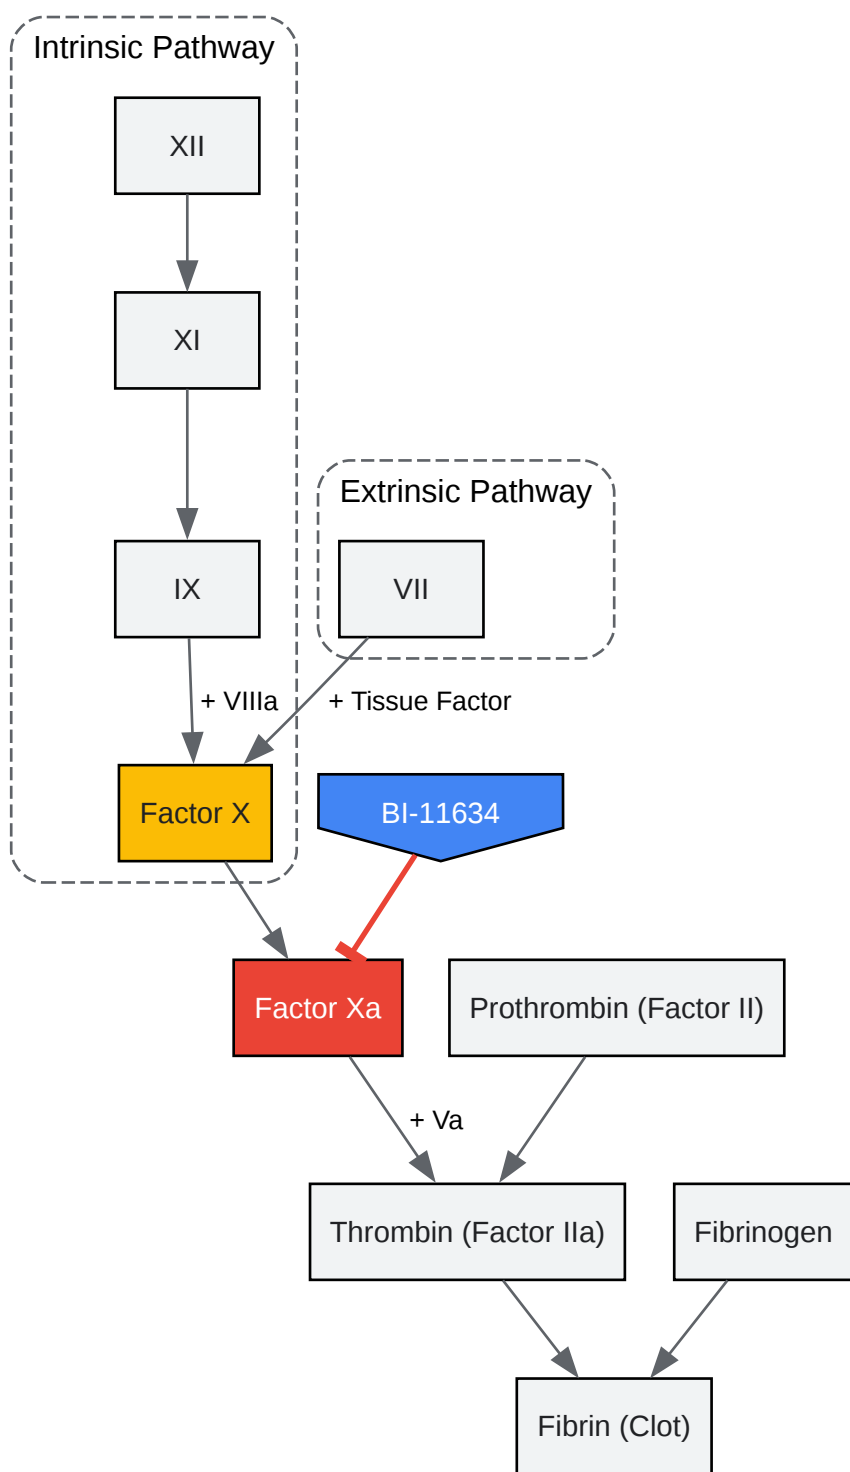 Intrinsic Pathway
XII
XI
Extrinsic Pathway
IX
VII
+ VIIIa
+ Tissue Factor
Factor X
BI-11634
Factor Xa
Prothrombin (Factor II)
+ Va
Thrombin (Factor IIa)
Fibrinogen
Fibrin (Clot)